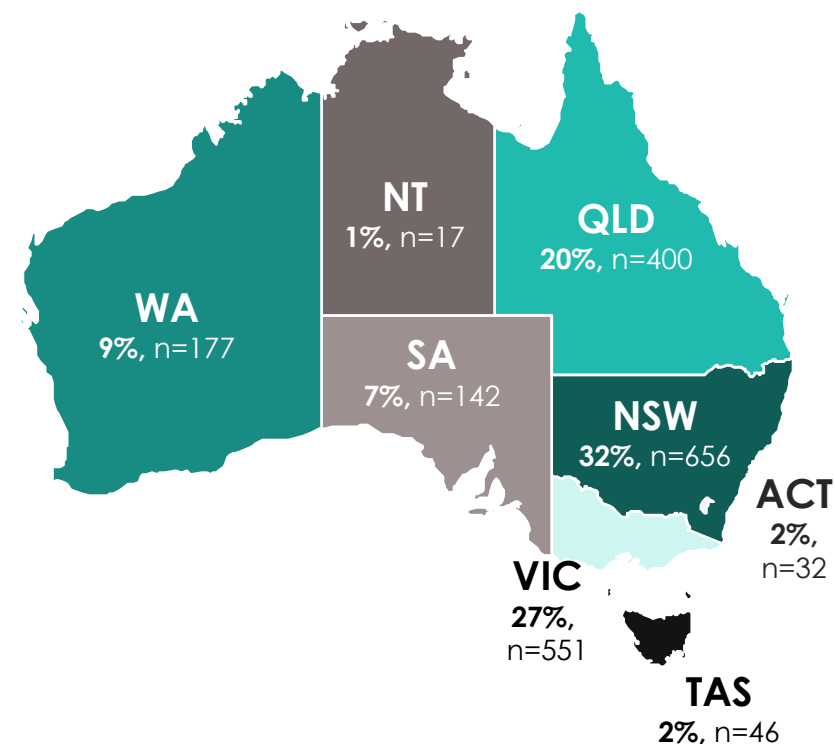 NT
1%, n=17
QLD
20%, n=400
WA
9%, n=177
SA
7%, n=142
NSW
32%, n=656
ACT
2%,
n=32
VIC
27%,
n=551
TAS
2%, n=46